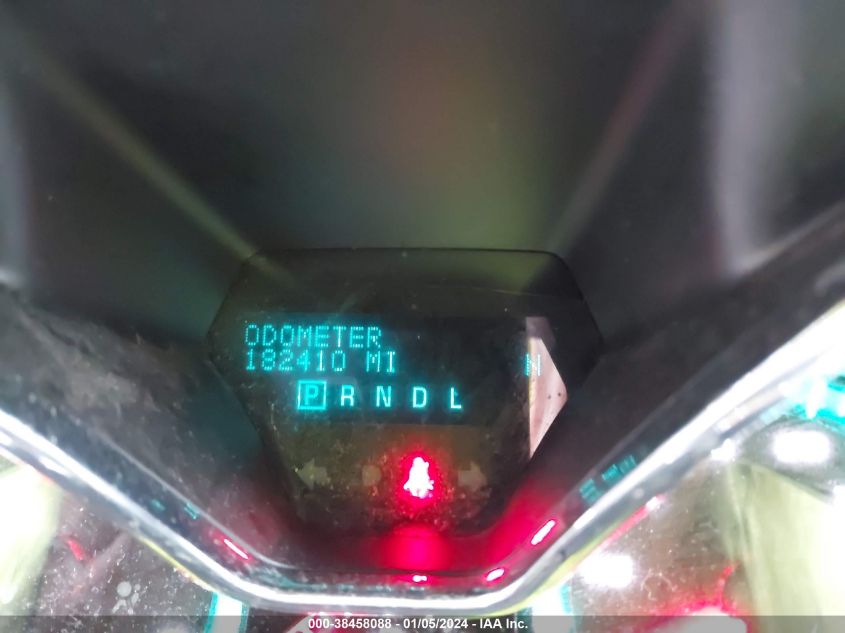 ODOMETER
182410 MI N
P R N D L
000-38458088 - 01/05/2024 - IAA Inc.